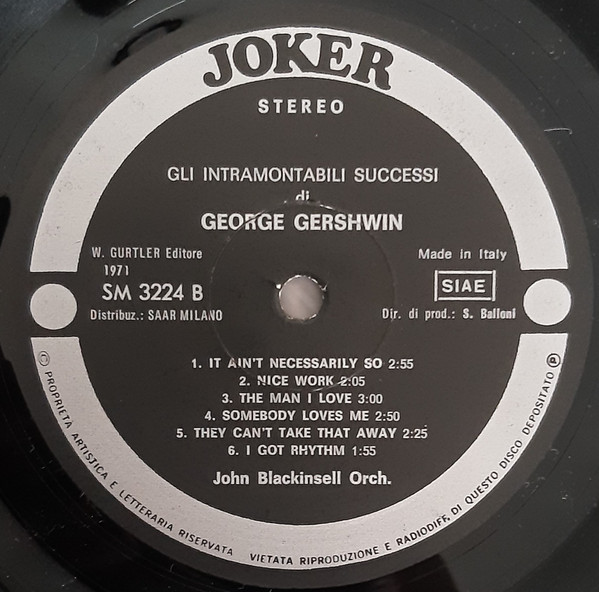 JOKER
STEREO
GLI INTRAMONTABILI SUCCESSI
di
GEORGE GERSHWIN
W. GURTLER Editore
1971
SM 3224 B
Distribuz.: SAAR MILANO
Made in Italy
SIAE
Dir. di prod.: S. Balloni
1. IT AIN'T NECESSARILY SO 2:55
2. NICE WORK 2:05
3. THE MAN I LOVE 3:00
4. SOMEBODY LOVES ME 2:50
5. THEY CAN'T TAKE THAT AWAY 2:25
6. I GOT RHYTHM 1:55
John Blackinsell Orch.
© PROPRIETÀ ARTISTICA E LETTERARIA RISERVATA VIETATA RIPRODUZIONE E RADIODIFF. DI QUESTO DISCO DEPOSITATO ℗